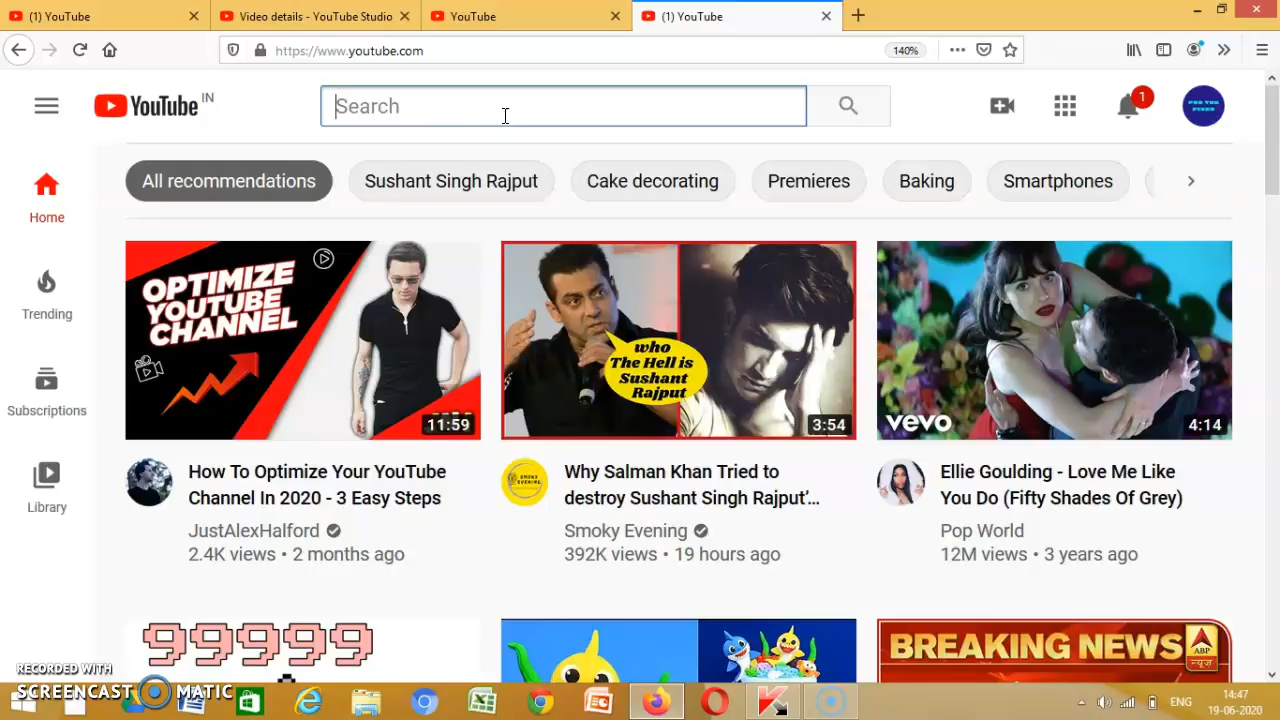 (1) YouTube
Video details - YouTube Studio
YouTube
(1) YouTube
https://www.youtube.com
140%
YouTube IN
Search
1
All recommendations
Sushant Singh Rajput
Cake decorating
Premieres
Baking
Smartphones
Home
Trending
Subscriptions
Library
OPTIMIZE
YOUTUBE
CHANNEL
11:59
who
The Hell is
Sushant
Rajput
3:54
vevo
4:14
How To Optimize Your YouTube
Channel In 2020 - 3 Easy Steps
JustAlexHalford
2.4K views • 2 months ago
SMOKY
EVENING
Why Salman Khan Tried to
destroy Sushant Singh Rajput'...
Smoky Evening
392K views • 19 hours ago
Ellie Goulding - Love Me Like
You Do (Fifty Shades Of Grey)
Pop World
12M views • 3 years ago
99999
BREAKING NEWS
ABP
न्यूज़
RECORDED WITH
SCREENCAST MATIC
ENG
14:47
19-06-2020